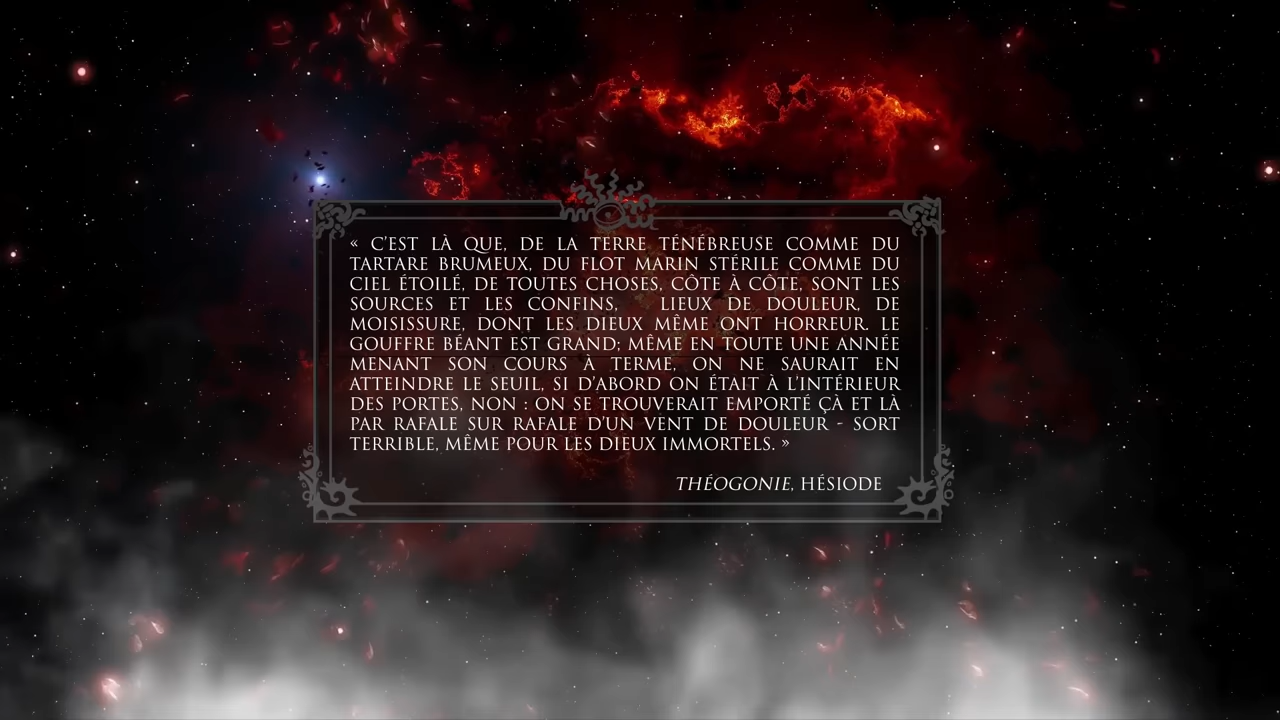 « C'EST LÀ QUE, DE LA TERRE TÉNÉBREUSE COMME DU
TARTARE BRUMEUX, DU FLOT MARIN STÉRILE COMME DU
CIEL ÉTOILÉ, DE TOUTES CHOSES, CÔTE À CÔTE, SONT LES
SOURCES ET LES CONFINS, LIEUX DE DOULEUR, DE
MOISISSURE, DONT LES DIEUX MÊME ONT HORREUR. LE
GOUFFRE BÉANT EST GRAND; MÊME EN TOUTE UNE ANNÉE
MENANT SON COURS À TERME, ON NE SAURAIT EN
ATTEINDRE LE SEUIL, SI D'ABORD ON ÉTAIT À L'INTÉRIEUR
DES PORTES, NON : ON SE TROUVERAIT EMPORTÉ ÇÀ ET LÀ
PAR RAFALE SUR RAFALE D'UN VENT DE DOULEUR - SORT
TERRIBLE, MÊME POUR LES DIEUX IMMORTELS. »
THÉOGONIE, HÉSIODE